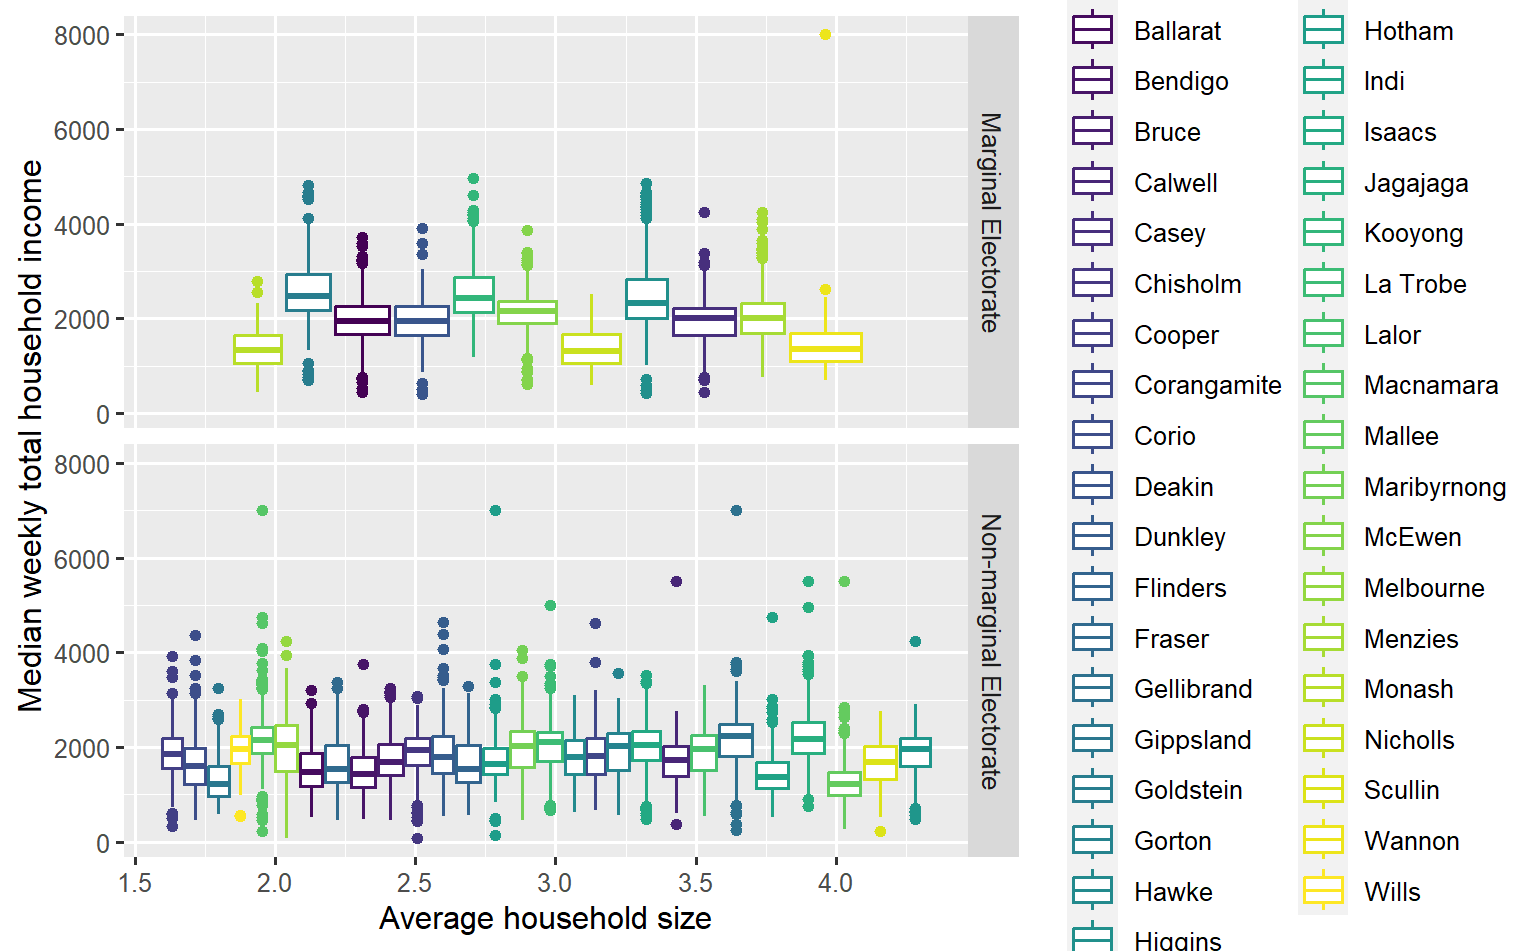 Median weekly total household income
8000
6000
4000
2000
0
Marginal Electorate
8000
6000
4000
2000
0
Non-marginal Electorate
1.5 2.0 2.5 3.0 3.5 4.0
Average household size
Ballarat
Bendigo
Bruce
Calwell
Casey
Chisholm
Cooper
Corangamite
Corio
Deakin
Dunkley
Flinders
Fraser
Gellibrand
Gippsland
Goldstein
Gorton
Hawke
Higgins
Hotham
Indi
Isaacs
Jagajaga
Kooyong
La Trobe
Lalor
Macnamara
Mallee
Maribyrnong
McEwen
Melbourne
Menzies
Monash
Nicholls
Scullin
Wannon
Wills